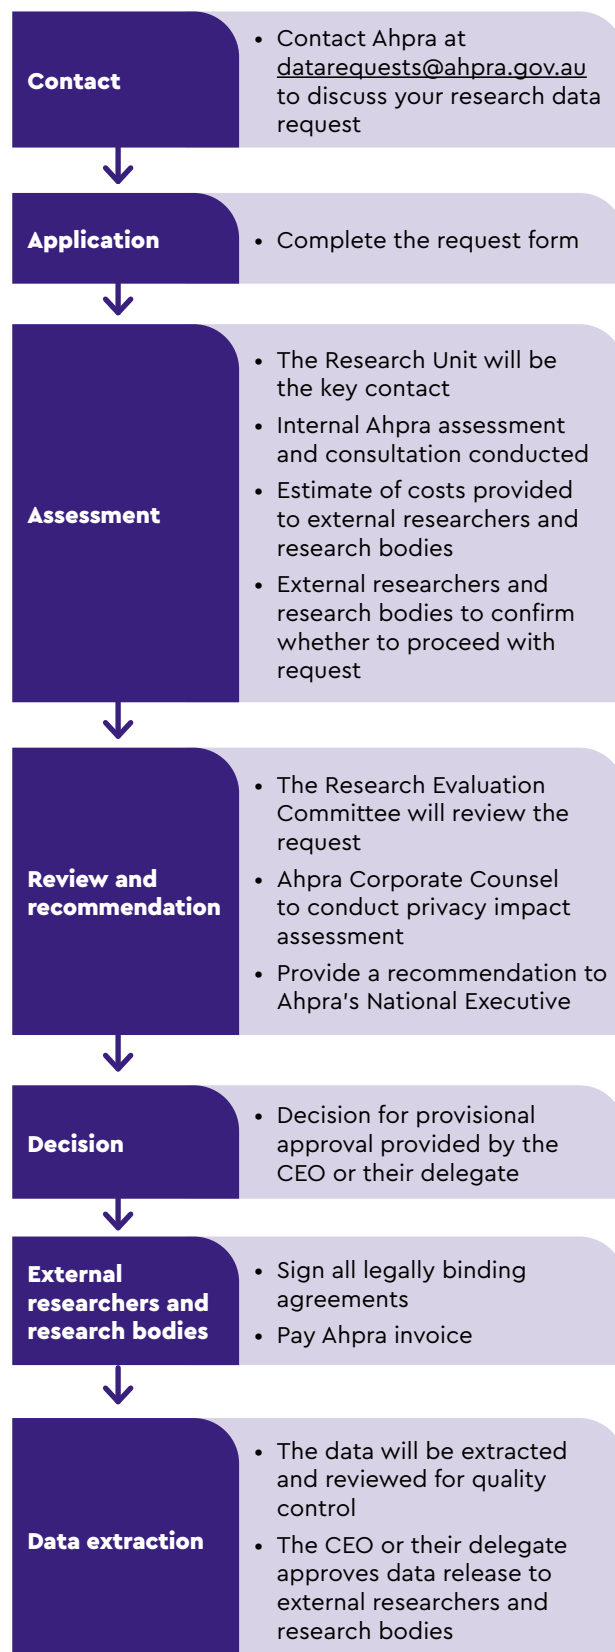 Contact
• Contact Ahpra at
datarequests@ahpra.gov.au
to discuss your research data
request
Application
• Complete the request form
Assessment
• The Research Unit will be
the key contact
• Internal Ahpra assessment
and consultation conducted
• Estimate of costs provided
to external researchers and
research bodies
• External researchers and
research bodies to confirm
whether to proceed with
request
Review and
recommendation
• The Research Evaluation
Committee will review the
request
• Ahpra Corporate Counsel
to conduct privacy impact
assessment
• Provide a recommendation to
Ahpra's National Executive
Decision
• Decision for provisional
approval provided by the
CEO or their delegate
External
researchers and
research bodies
• Sign all legally binding
agreements
• Pay Ahpra invoice
Data extraction
• The data will be extracted
and reviewed for quality
control
• The CEO or their delegate
approves data release to
external researchers and
research bodies